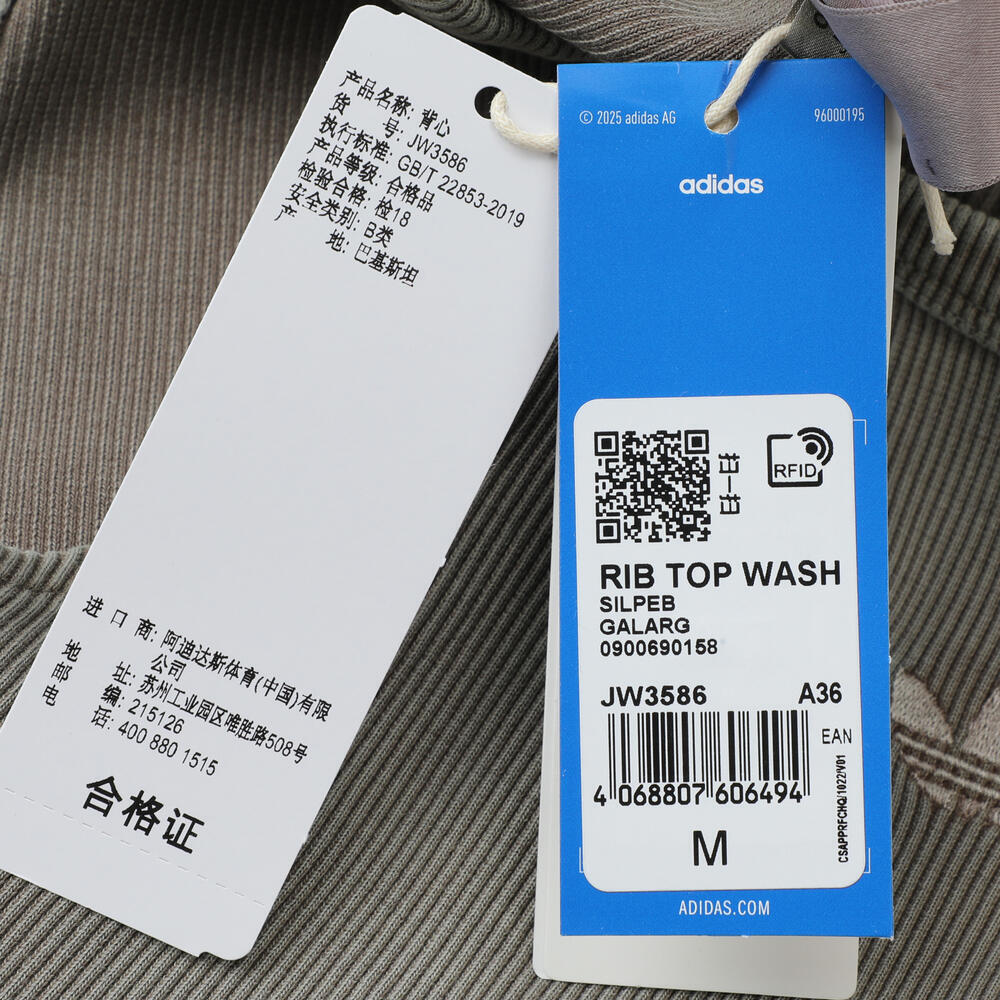 产品名称: 背心
货 号: JW3586
执行标准: GB/T 22853-2019
产品等级: 合格品
检验合格: 检18
安全类别: B类
产 地: 巴基斯坦
进 口 商: 阿迪达斯体育(中国)有限
公司
地 址: 苏州工业园区唯胜路508号
邮 编: 215126
电 话: 400 880 1515
合格证
© 2025 adidas AG
96000195
adidas
RFID
RIB TOP WASH
SILPEB
GALARG
0900690158
JW3586 A36
EAN
4 068807 606494
CSAPPRFCHQ/1022/V01
M
ADIDAS.COM